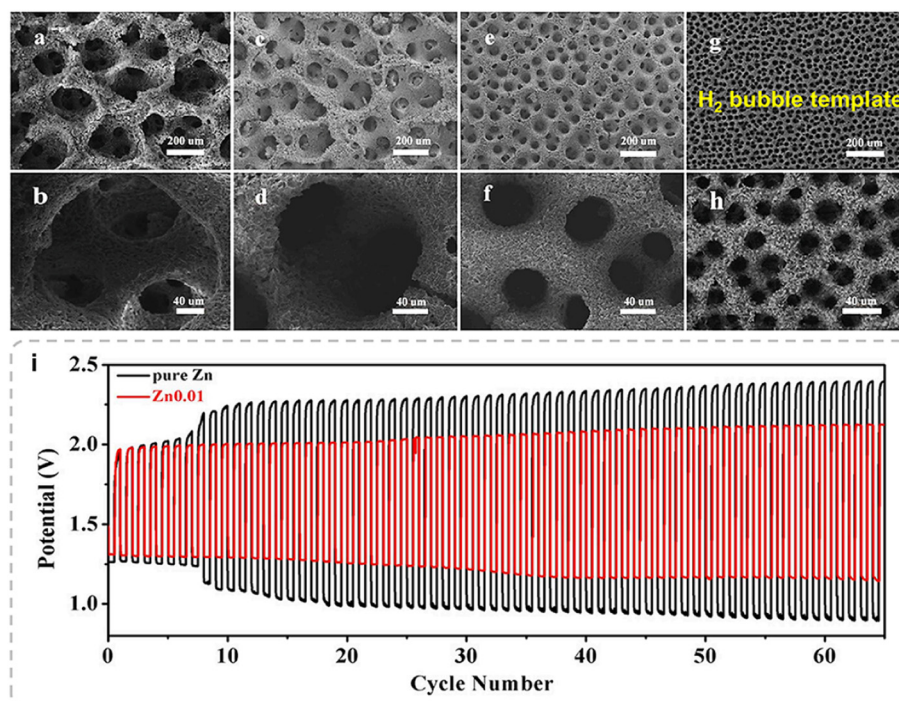 a
c
e
g
H2 bubble template
200 um
200 um
200 um
200 um
b
d
f
h
40 um
40 um
40 um
40 um
i
2.5
2.0
1.5
1.0
Potential (V)
pure Zn
Zn0.01
0
10
20
30
40
50
60
Cycle Number